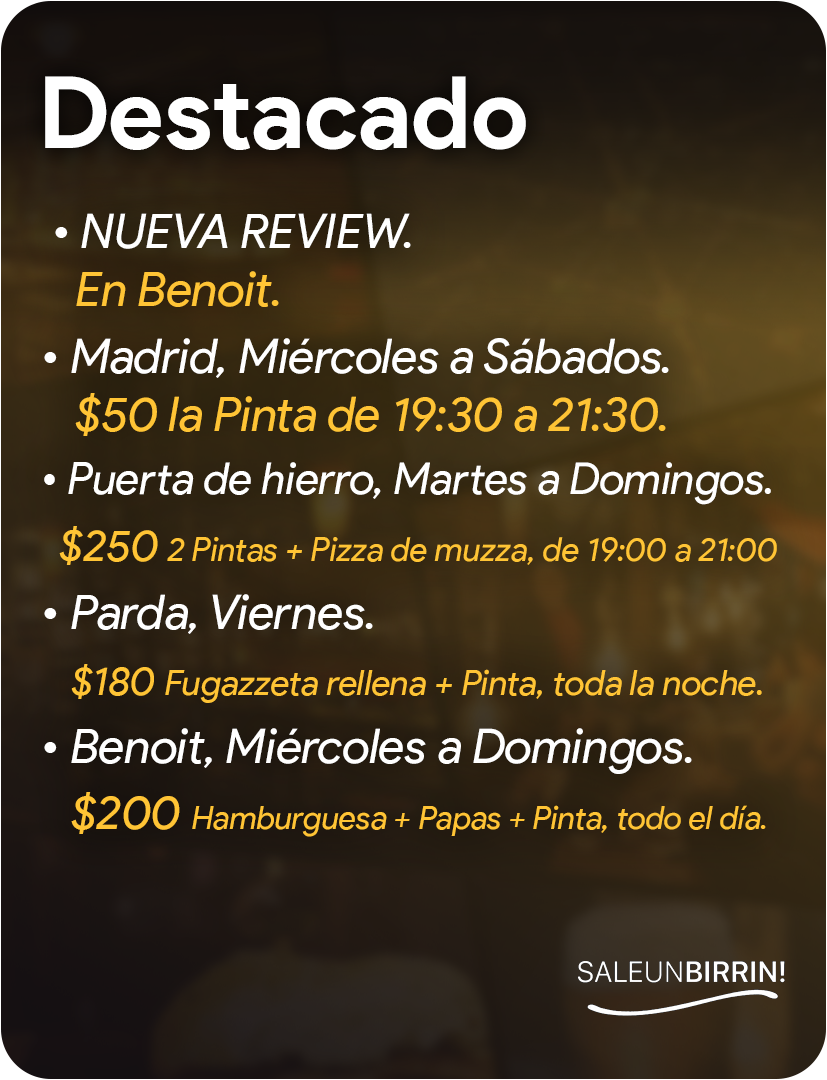 Destacado
• NUEVA REVIEW.
En Benoit.
• Madrid, Miércoles a Sábados.
$50 la Pinta de 19:30 a 21:30.
• Puerta de hierro, Martes a Domingos.
$250 2 Pintas + Pizza de muzza, de 19:00 a 21:00
• Parda, Viernes.
$180 Fugazzeta rellena + Pinta, toda la noche.
• Benoit, Miércoles a Domingos.
$200 Hamburguesa + Papas + Pinta, todo el día.
SALEUNBIRRIN!